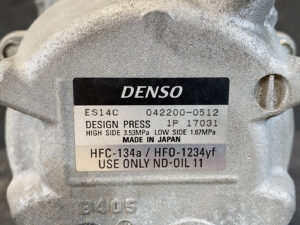 DENSO
ES14C 042200-0512
DESIGN PRESS 1P 17031
HIGH SIDE 3.53MPa LOW SIDE 1.67MPa
MADE IN JAPAN
HFC-134a / HFO-1234yf
USE ONLY ND-OIL 11
3405